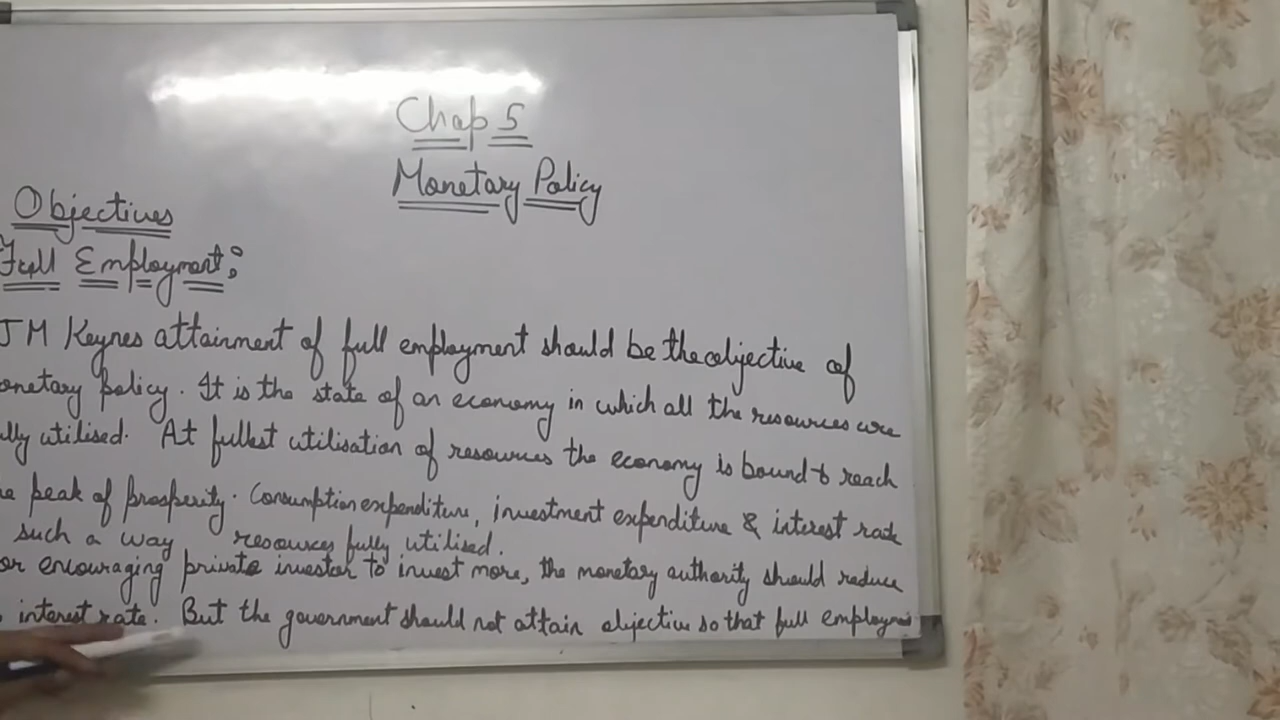 Chap 5
Monetary Policy
Objectives
Full Employment:
JM Keynes attainment of full employment should be the objective of
onetary policy. It is the state of an economy in which all the resources are
lly utilised. At fullest utilisation of resources the economy is bound to reach
e peak of prosperity. Consumption expenditure, investment expenditure & interest rate
such a way resources fully utilised.
or encouraging private investor to invest more, the monetary authority should reduce
interest rate. But the government should not attain objective so that full employm